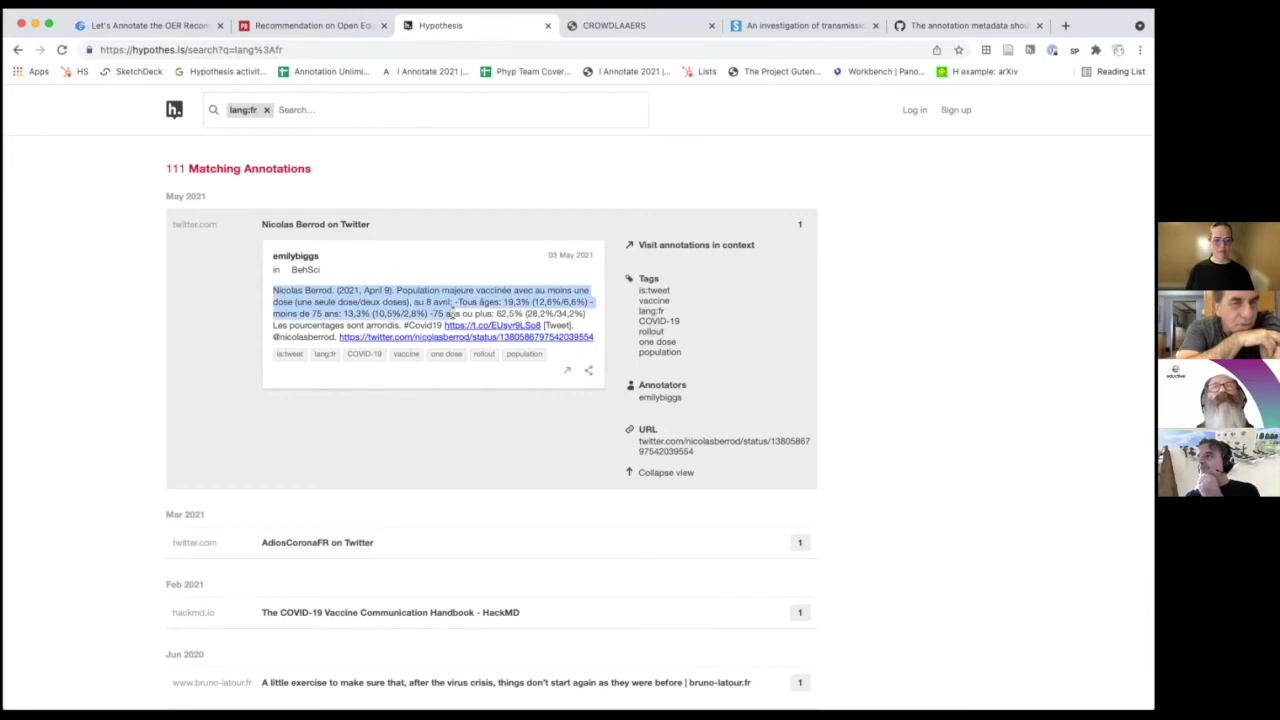 Let's Annotate the OER Recom
Recommendation on Open Ed
Hypothesis
CROWDLAAERS
An investigation of transmissi
The annotation metadata shou
https://hypothes.is/search?q=lang%3Afr
SP
Apps
HS
SketchDeck
Hypothesis activit...
Annotation Unlimi...
I Annotate 2021 |...
Phyp Team Cover...
I Annotate 2021 |...
Lists
The Project Guten...
Workbench | Pano...
H example: arXiv
Reading List
h.
lang:fr
Search...
Log in
Sign up
111 Matching Annotations
May 2021
twitter.com
Nicolas Berrod on Twitter
1
emilybiggs
03 May 2021
in BehSci
Nicolas Berrod. (2021, April 9). Population majeure vaccinée avec au moins une
dose (une seule dose/deux doses), au 8 avril: -Tous âges: 19,3% (12,6%/6,6%) -
moins de 75 ans: 13,3% (10,5%/2,8%) -75 ans ou plus: 62,5% (28,2%/34,2%)
Les pourcentages sont arrondis. #Covid19 https://t.co/EUsyr9LSo8 [Tweet].
@nicolasberrod. https://twitter.com/nicolasberrod/status/1380586797542039554
is:tweet
lang:fr
COVID-19
vaccine
one dose
rollout
population
Visit annotations in context
Tags
is:tweet
vaccine
lang:fr
COVID-19
rollout
one dose
population
Annotators
emilybiggs
URL
twitter.com/nicolasberrod/status/13805867
97542039554
Collapse view
Mar 2021
twitter.com
AdiosCoronaFR on Twitter
1
Feb 2021
hackmd.io
The COVID-19 Vaccine Communication Handbook - HackMD
1
Jun 2020
www.bruno-latour.fr
A little exercise to make sure that, after the virus crisis, things don't start again as they were before | bruno-latour.fr
1
eductive